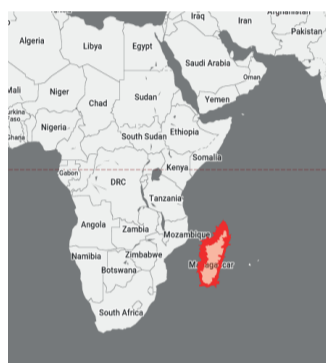 Iraq
Iran
Afghanistan
Algeria
Libya
Egypt
Pakistan
Saudi Arabia
Oman
Mali
Niger
Chad
Sudan
Yemen
Nigeria
South Sudan
Ethiopia
Somalia
Gabon
Kenya
DRC
Tanzania
Angola
Zambia
Mozambique
Namibia
Zimbabwe
Botswana
Madagascar
South Africa